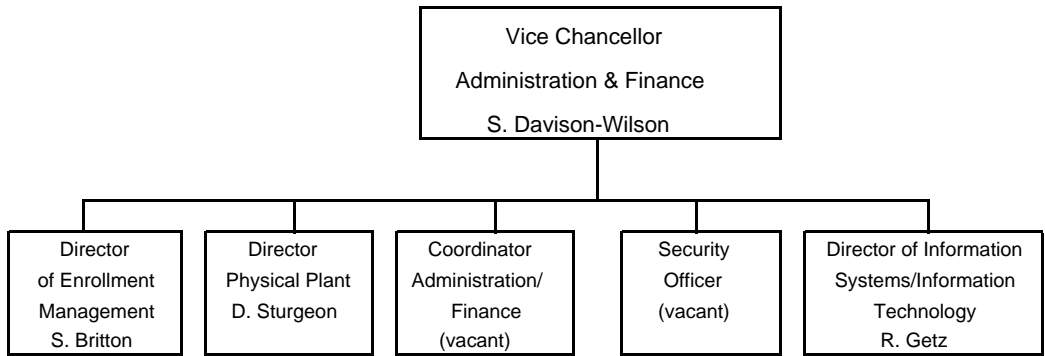 Vice Chancellor
Administration & Finance
S. Davison-Wilson
Director
of Enrollment
Management
S. Britton
Director
Physical Plant
D. Sturgeon
Coordinator
Administration/
Finance
(vacant)
Security
Officer
(vacant)
Director of Information
Systems/Information
Technology
R. Getz